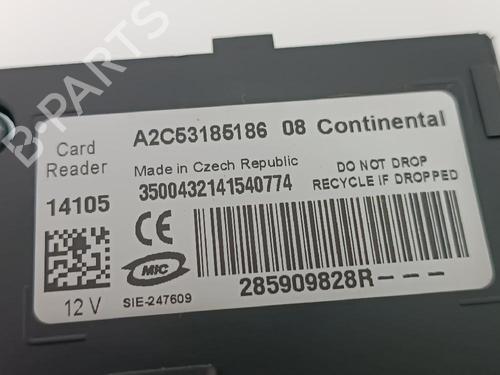 A2C53185186 08 Continental
Card
Reader
Made in Czech Republic
DO NOT DROP
RECYCLE IF DROPPED
14105
3500432141540774
CE
MIC
12 V
SIE-247609
285909828R---
B-PARTS